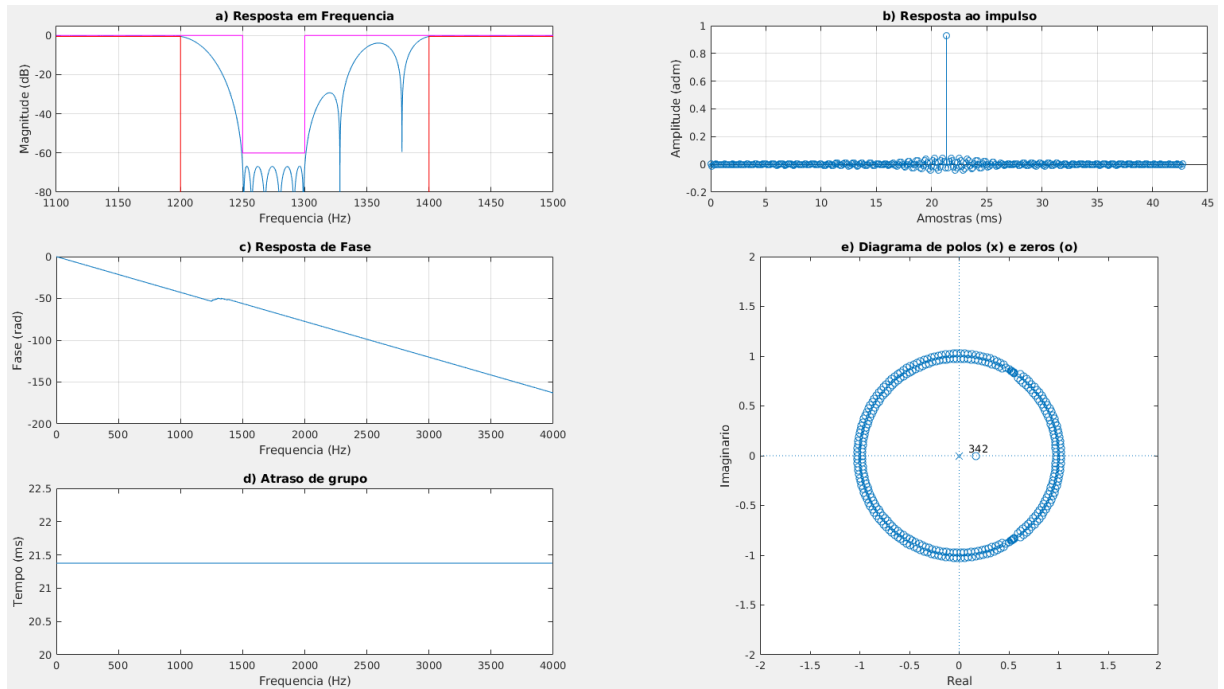 a) Resposta em Frequencia
Magnitude (dB)
0
-20
-40
-60
-80
1100 1150 1200 1250 1300 1350 1400 1450 1500
Frequencia (Hz)
b) Resposta ao impulso
Amplitude (adm)
1
0.8
0.6
0.4
0.2
0
-0.2
0 5 10 15 20 25 30 35 40 45
Amostras (ms)
c) Resposta de Fase
Fase (rad)
0
-50
-100
-150
-200
0 500 1000 1500 2000 2500 3000 3500 4000
Frequencia (Hz)
d) Atraso de grupo
Tempo (ms)
22.5
22
21.5
21
20.5
20
0 500 1000 1500 2000 2500 3000 3500 4000
Frequencia (Hz)
e) Diagrama de polos (x) e zeros (o)
Imaginario
2
1.5
1
0.5
0
-0.5
-1
-1.5
-2
342
-2 -1.5 -1 -0.5 0 0.5 1 1.5 2
Real